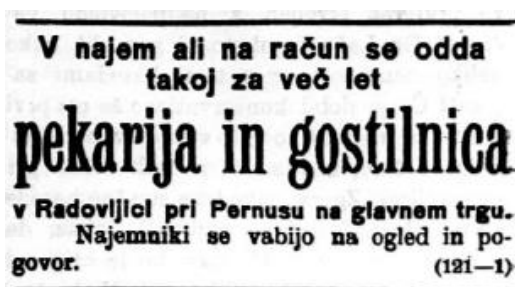 V najem ali na račun se odda
takoj za več let
pekarija in gostilnica
v Radovljici pri Pernusu na glavnem trgu.
Najemniki se vabijo na ogled in po-
govor. (121—1)